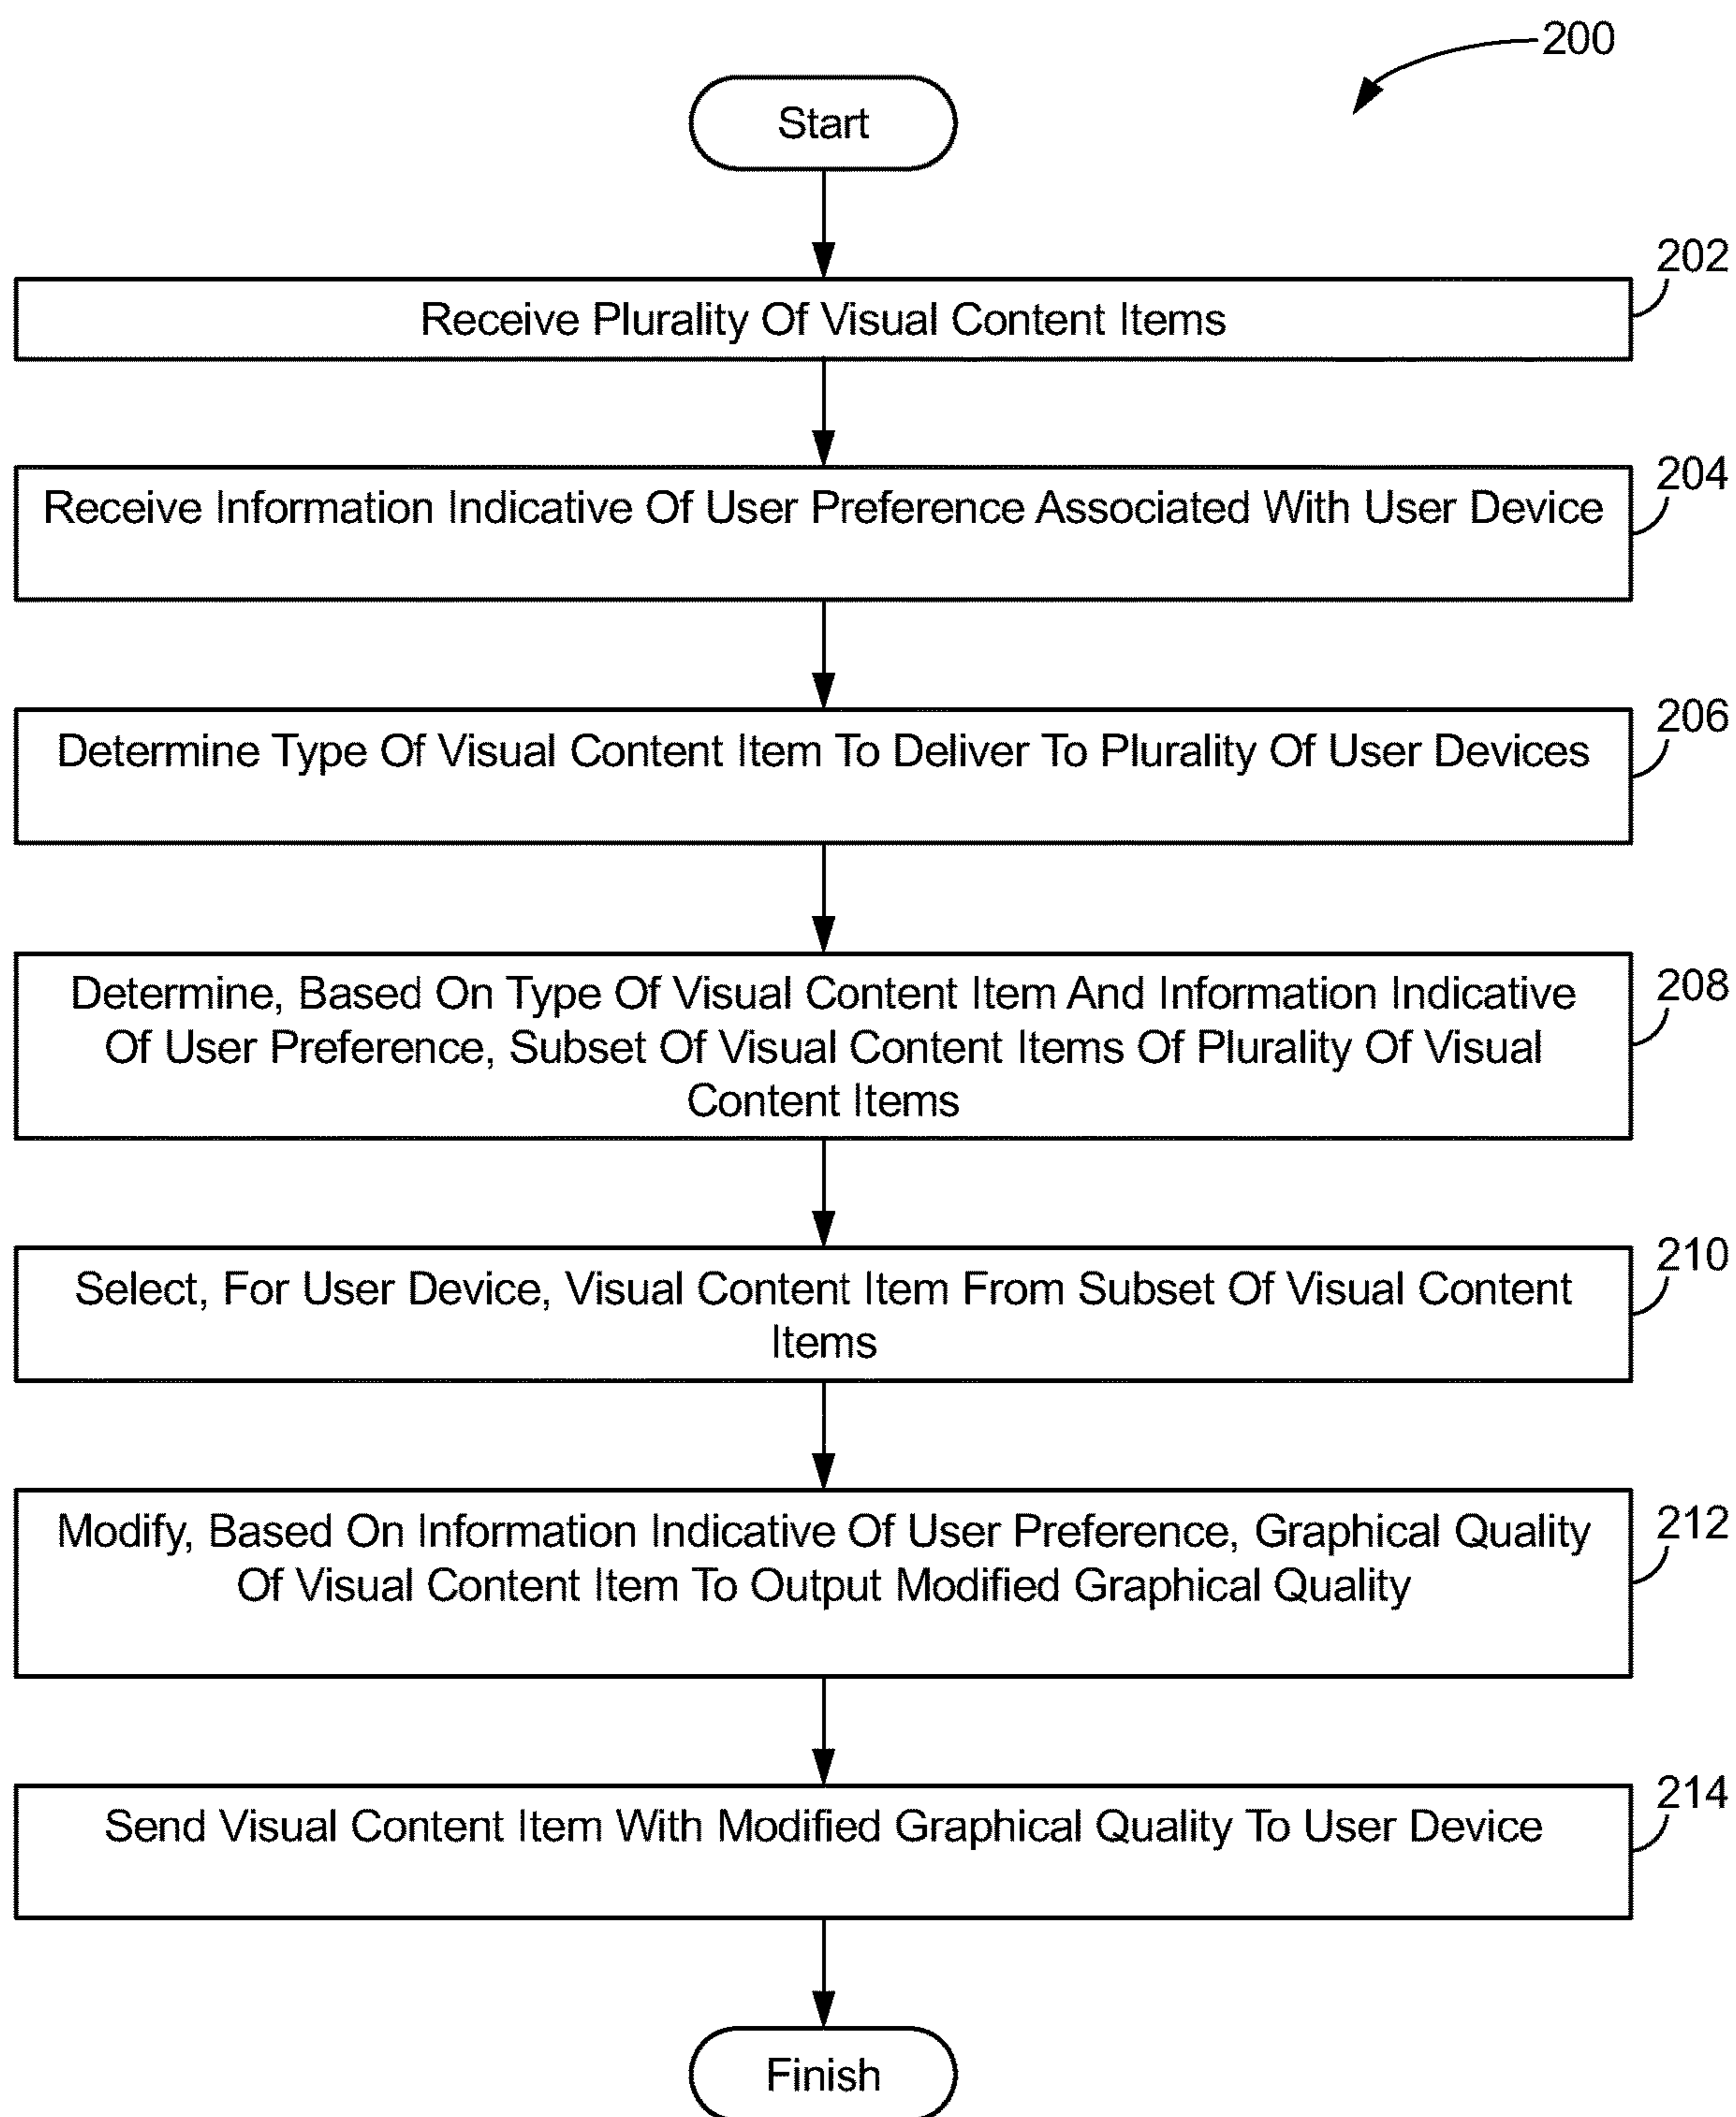 200
Start
202
Receive Plurality Of Visual Content Items
204
Receive Information Indicative Of User Preference Associated With User Device
206
Determine Type Of Visual Content Item To Deliver To Plurality Of User Devices
208
Determine, Based On Type Of Visual Content Item And Information Indicative
Of User Preference, Subset Of Visual Content Items Of Plurality Of Visual
Content Items
210
Select, For User Device, Visual Content Item From Subset Of Visual Content
Items
212
Modify, Based On Information Indicative Of User Preference, Graphical Quality
Of Visual Content Item To Output Modified Graphical Quality
214
Send Visual Content Item With Modified Graphical Quality To User Device
Finish